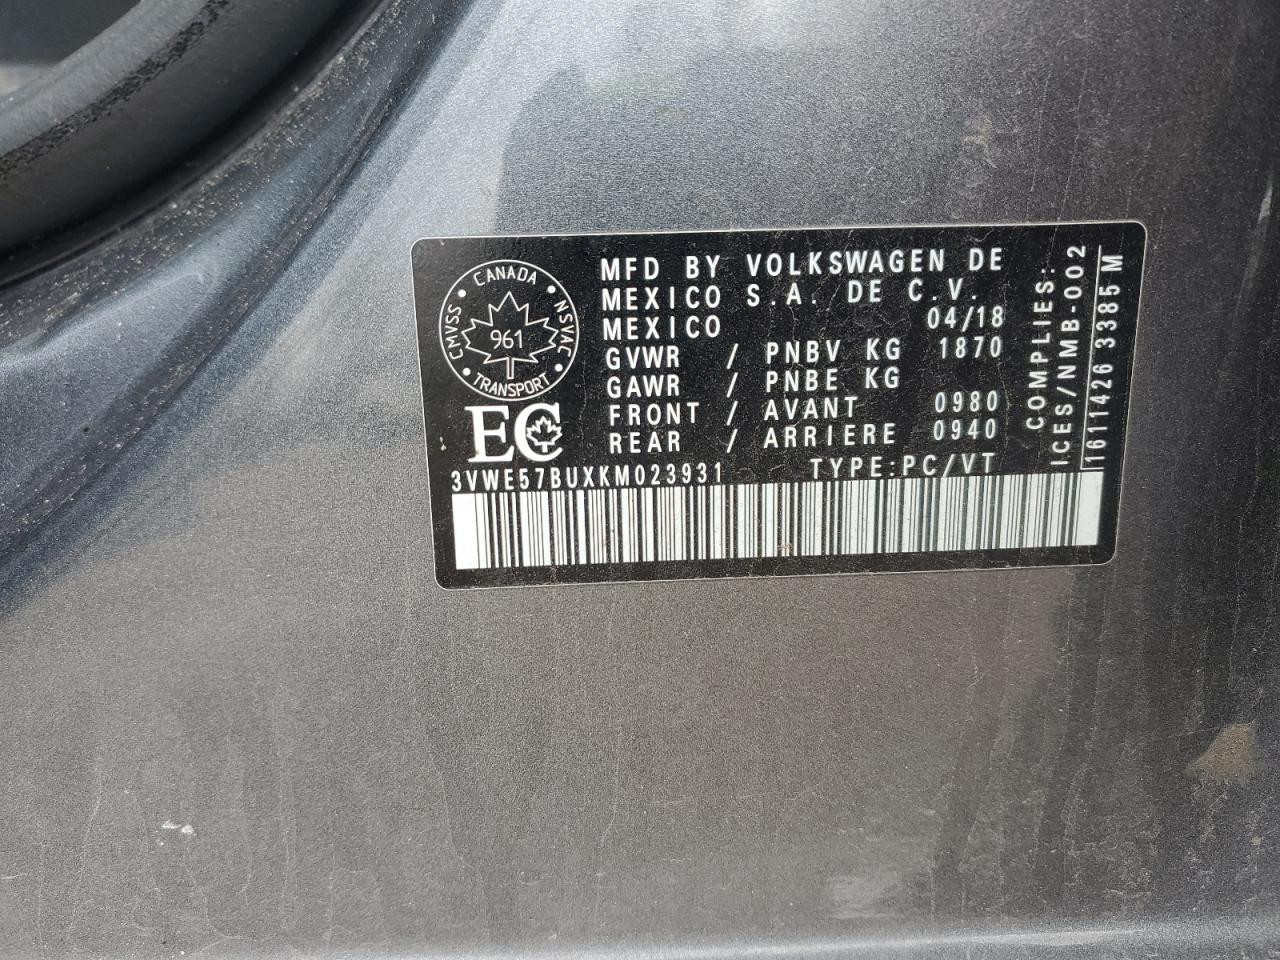 CANADA
CMVSS
NSVAC
961
TRANSPORT
EC
MFD BY VOLKSWAGEN DE
MEXICO S.A. DE C.V.
MEXICO 04/18
GVWR / PNBV KG 1870
GAWR / PNBE KG
FRONT / AVANT 0980
REAR / ARRIERE 0940
3VWE57BUXKM023931 TYPE:PC/VT
COMPLIES:
ICES/NMB-002
1611426 3385 M